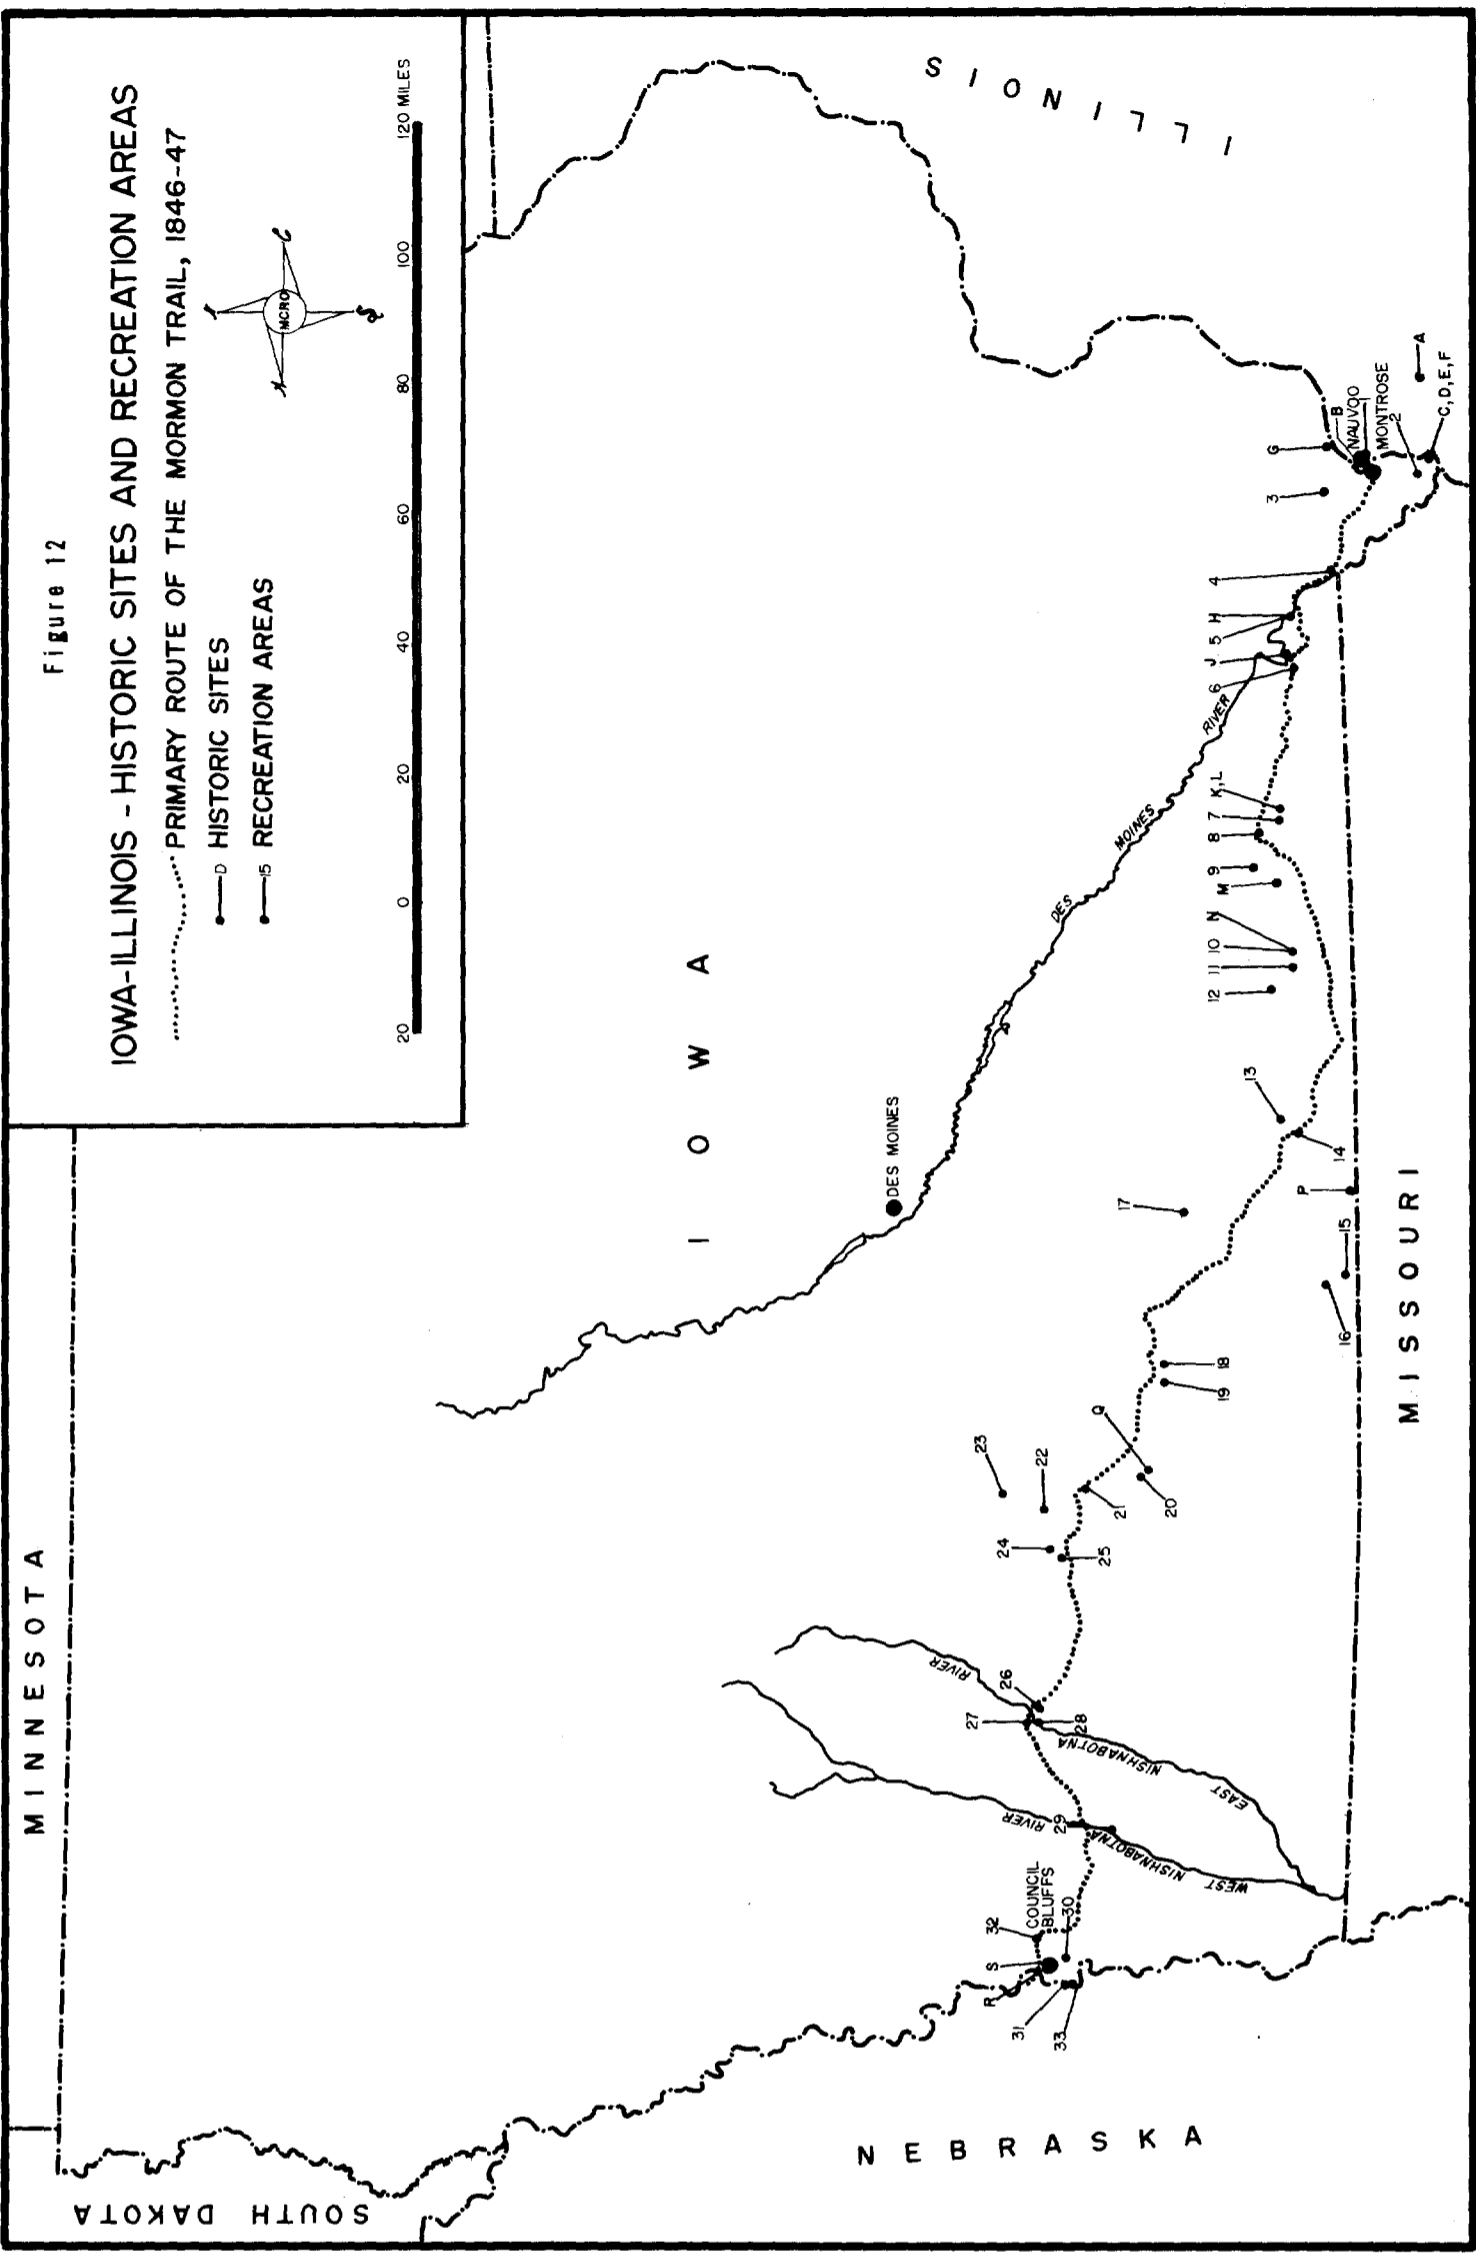 Figure 12
IOWA-ILLINOIS - HISTORIC SITES AND RECREATION AREAS
PRIMARY ROUTE OF THE MORMON TRAIL, 1846-47
D HISTORIC SITES
15 RECREATION AREAS
MCRO
S
20 0 20 40 60 80 100 120 MILES
MINNESOTA
SOUTH DAKOTA
IOWA
DES MOINES
ILLINOIS
NEBRASKA
MISSOURI
DES MOINES RIVER
EAST NISHNABOTNA RIVER
WEST NISHNABOTNA RIVER
COUNCIL
BLUFFS
R
S
32
30
31
33
29
27
26
28
24
25
23
22
21
Q
20
19
18
17
16
15
P
14
13
12
11
10
N
M
9
8
7
K,L
6
J
5
H
4
3
G
B
NAUVOO
1
MONTROSE
2
A
C,D,E,F